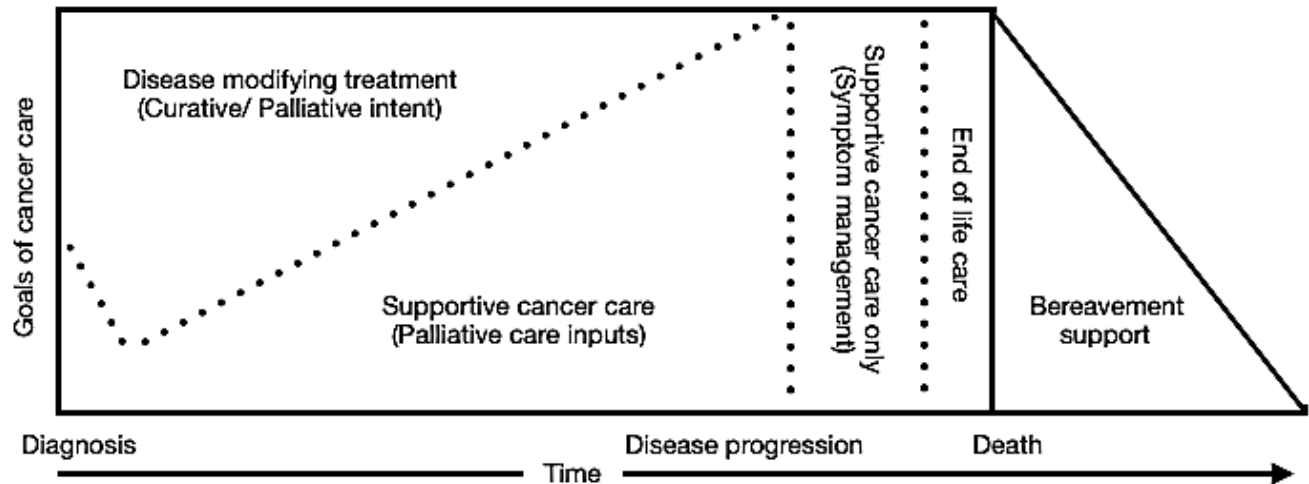 Goals of cancer care
Disease modifying treatment
(Curative/ Palliative intent)
Supportive cancer care
(Palliative care inputs)
Supportive cancer care only
(Symptom management)
End of life care
Bereavement
support
Diagnosis
Disease progression
Death
Time